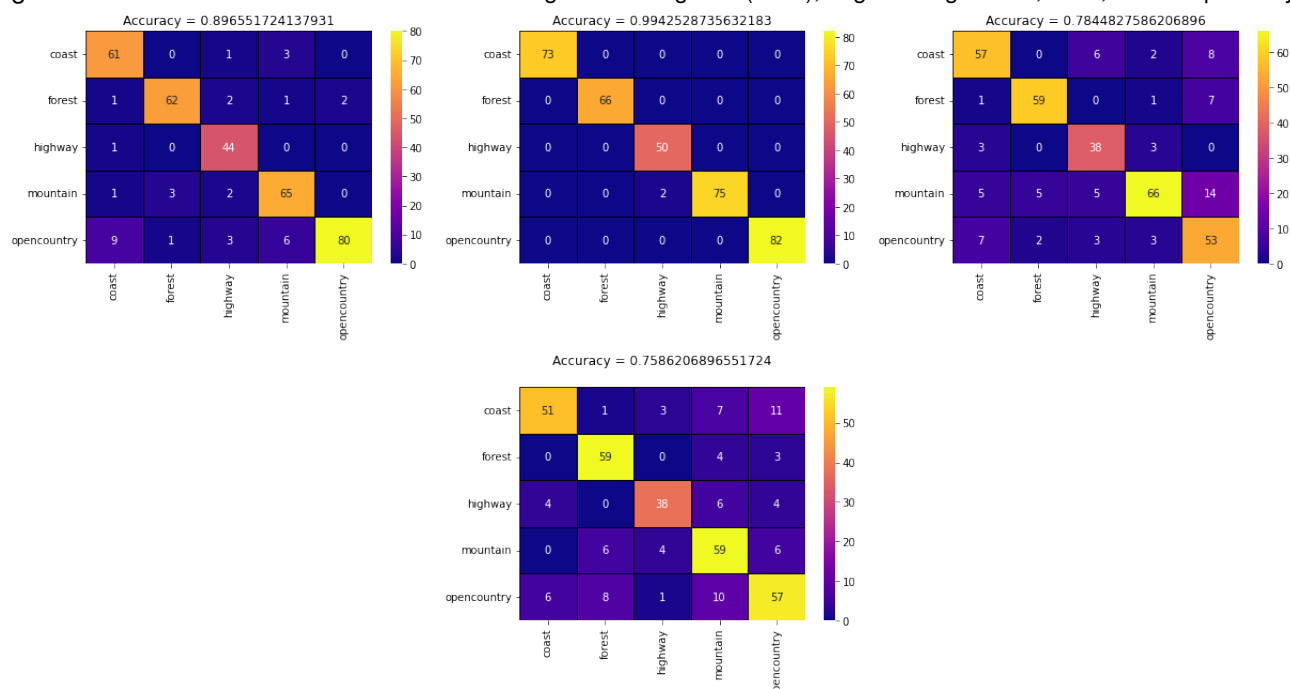 Accuracy = 0.896551724137931
coast 61 0 1 3 0
forest 1 62 2 1 2
highway 1 0 44 0 0
mountain 1 3 2 65 0
opencountry 9 1 3 6 80
coast forest highway mountain opencountry
80
70
60
50
40
30
20
10
0
Accuracy = 0.9942528735632183
73 0 0 0 0
0 66 0 0 0
0 0 50 0 0
0 0 2 75 0
0 0 0 0 82
coast forest highway mountain opencountry
80
70
60
50
40
30
20
10
0
Accuracy = 0.7844827586206896
coast 57 0 6 2 8
forest 1 59 0 1 7
highway 3 0 38 3 0
mountain 5 5 5 66 14
opencountry 7 2 3 3 53
coast forest highway mountain opencountry
60
50
40
30
20
10
0
Accuracy = 0.7586206896551724
coast 51 1 3 7 11
forest 0 59 0 4 3
highway 4 0 38 6 4
mountain 0 6 4 59 6
opencountry 6 8 1 10 57
coast forest highway mountain pencountry
50
40
30
20
10
0